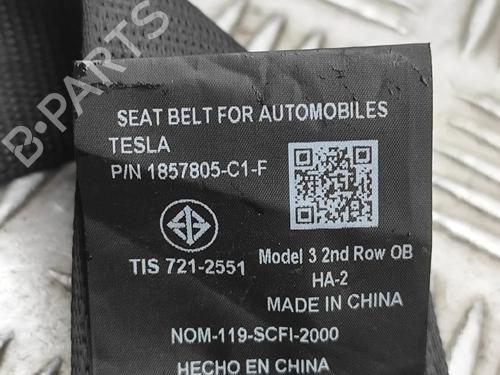 SEAT BELT FOR AUTOMOBILES
TESLA
P/N 1857805-C1-F
TIS 721-2551
Model 3 2nd Row OB
HA-2
MADE IN CHINA
NOM-119-SCFI-2000
HECHO EN CHINA
B-PARTS